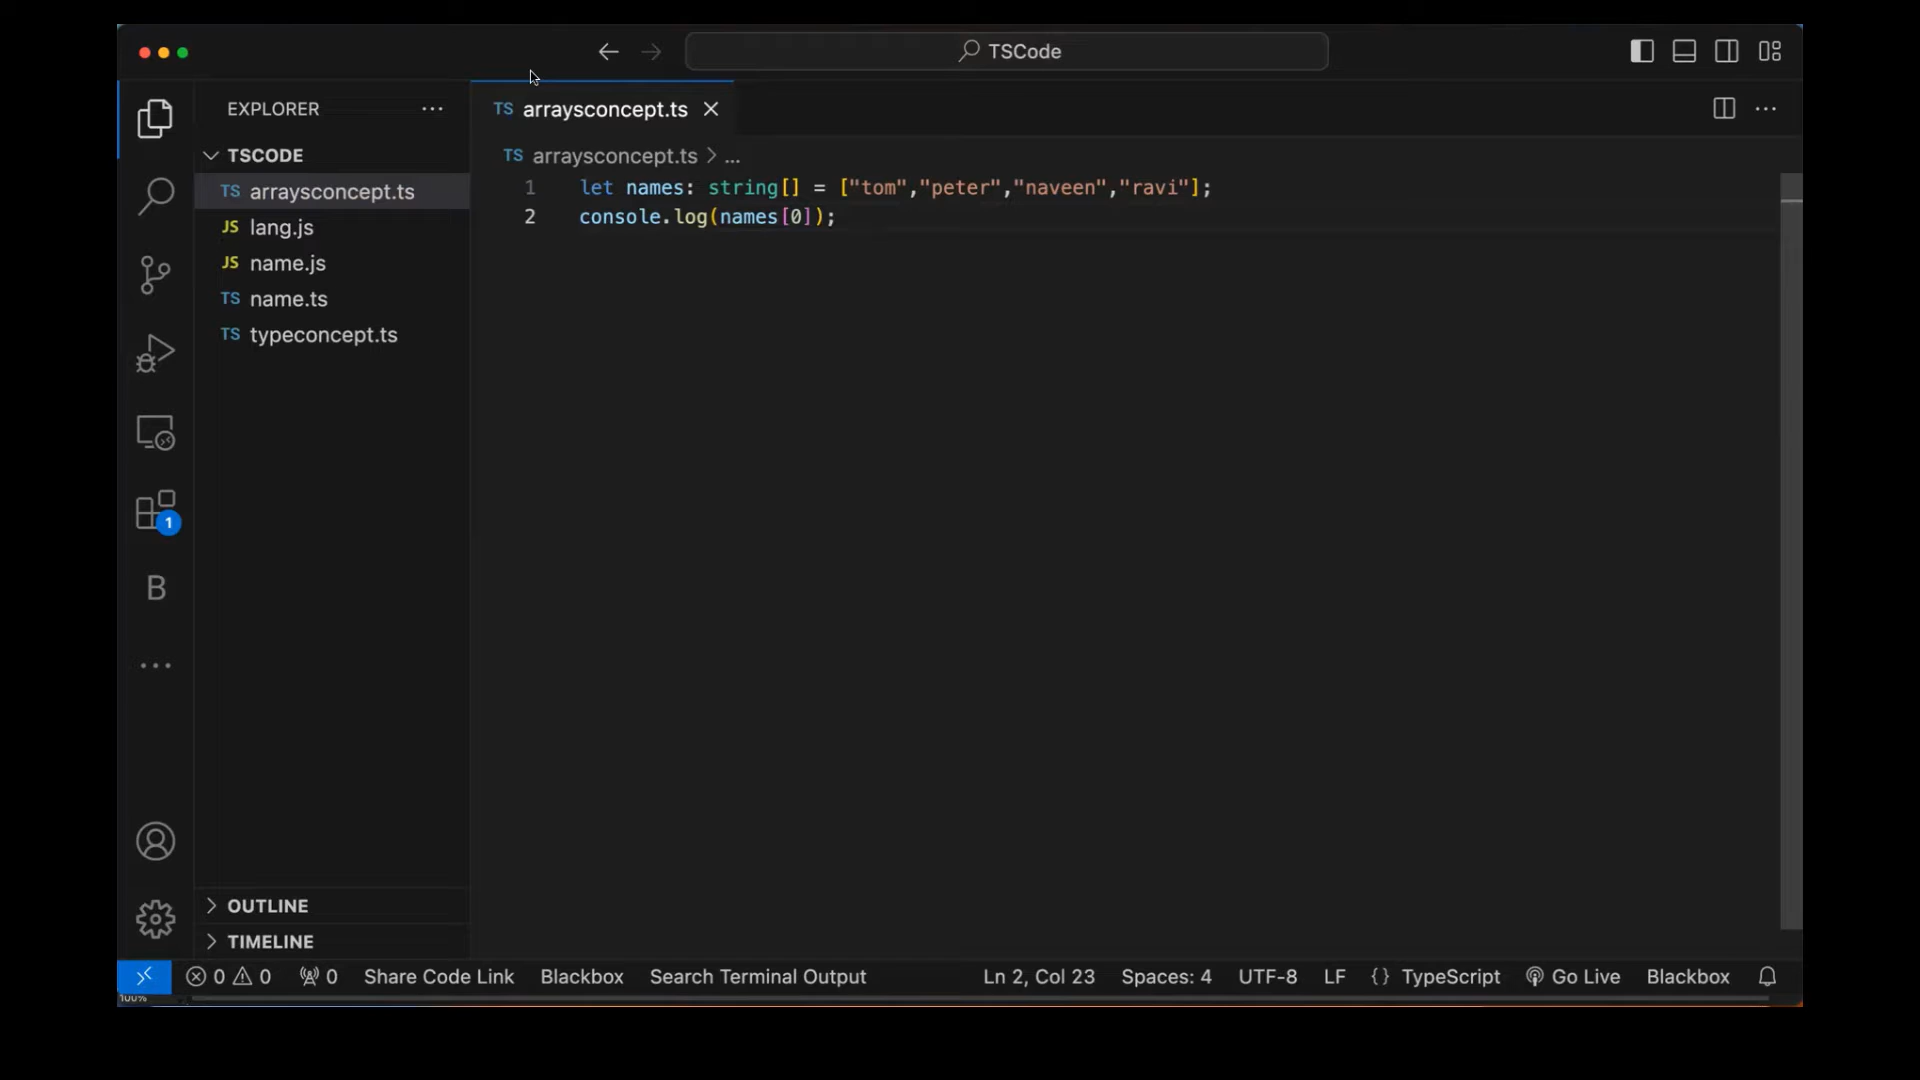 TSCode
EXPLORER ...
TS arraysconcept.ts
TSCODE
TS arraysconcept.ts > ...
TS arraysconcept.ts
1 let names: string[] = ["tom","peter","naveen","ravi"];
2 console.log(names[0]);
JS lang.js
JS name.js
TS name.ts
TS typeconcept.ts
1
B
OUTLINE
TIMELINE
0 0 0 Share Code Link Blackbox Search Terminal Output Ln 2, Col 23 Spaces: 4 UTF-8 LF {} TypeScript Go Live Blackbox
100%